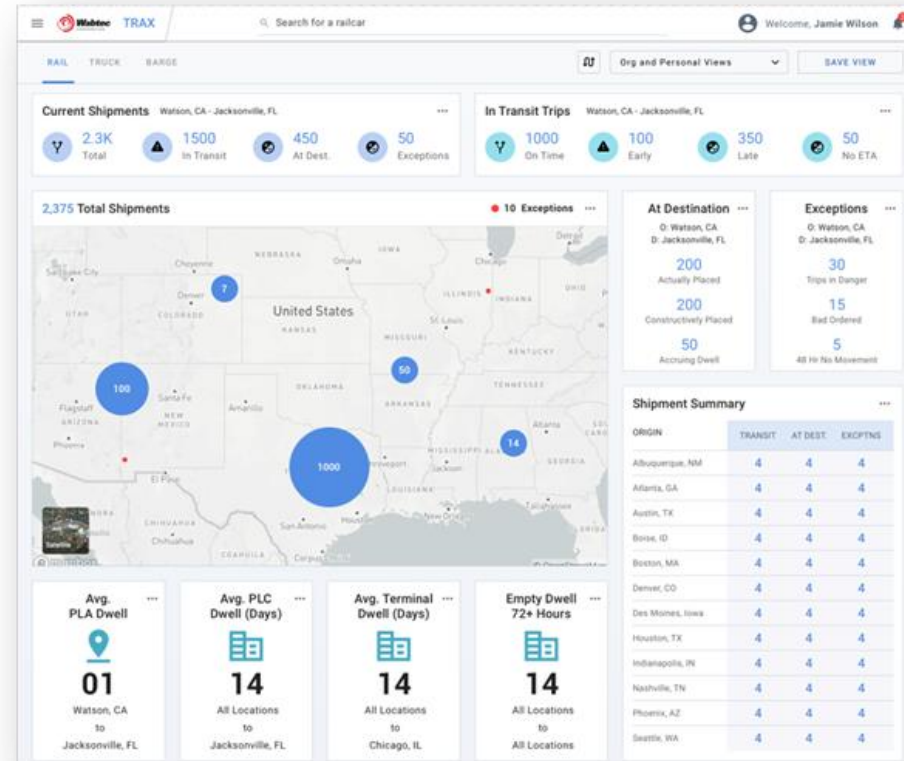 Wabtec TRAX
Search for a railcar
Welcome, Jamie Wilson
RAIL TRUCK BARGE
Org and Personal Views
SAVE VIEW
Current Shipments Watson, CA - Jacksonville, FL
2.3K 1500 450 50
Total In Transit At Dest. Exceptions
In Transit Trips Watson, CA - Jacksonville, FL
1000 100 350 50
On Time Early Late No ETA
2,375 Total Shipments
10 Exceptions
Detroit
IOWA
NEBRASKA
Omaha
Chicago
Cheyenne
Salt Lake City
7
Denver
ILLINOIS
INDIANA
OHIO
UTAH
COLORADO
United States
St. Louis
KANSAS
MISSOURI
KENTUCKY
50
100
OKLAHOMA
TENNESSEE
Santa Fe
Amarillo
ARKANSAS
Flagstaff
ARIZONA
NEW
MEXICO
Atlanta
14
Phoenix
MISSISSIPPI
1000
Jackson
GEORGIA
El Paso
LOUISIANA
Tallahassee
CHIHUAHUA
San Antonio
Houston
New Orleans
Satellite
Chihuahua
COAHUILA
Corpus
© OpenStreetMap
At Destination
O: Watson, CA
D: Jacksonville, FL
200
Actually Placed
200
Constructively Placed
50
Accruing Dwell
Exceptions
O: Watson, CA
D: Jacksonville, FL
30
Trips in Danger
15
Bad Ordered
5
48 Hr No Movement
Shipment Summary
ORIGIN TRANSIT AT DEST. EXCPTNS
Albuquerque, NM 4 4 4
Atlanta, GA 4 4 4
Austin, TX 4 4 4
Boise, ID 4 4 4
Boston, MA 4 4 4
Denver, CO 4 4 4
Des Moines, Iowa 4 4 4
Houston, TX 4 4 4
Indianapolis, IN 4 4 4
Nashville, TN 4 4 4
Phoenix, AZ 4 4 4
Seattle, WA 4 4 4
Avg.
PLA Dwell
01
Watson, CA
to
Jacksonville, FL
Avg. PLC
Dwell (Days)
14
All Locations
to
Jacksonville, FL
Avg. Terminal
Dwell (Days)
14
All Locations
to
Chicago, IL
Empty Dwell
72+ Hours
14
All Locations
to
All Locations